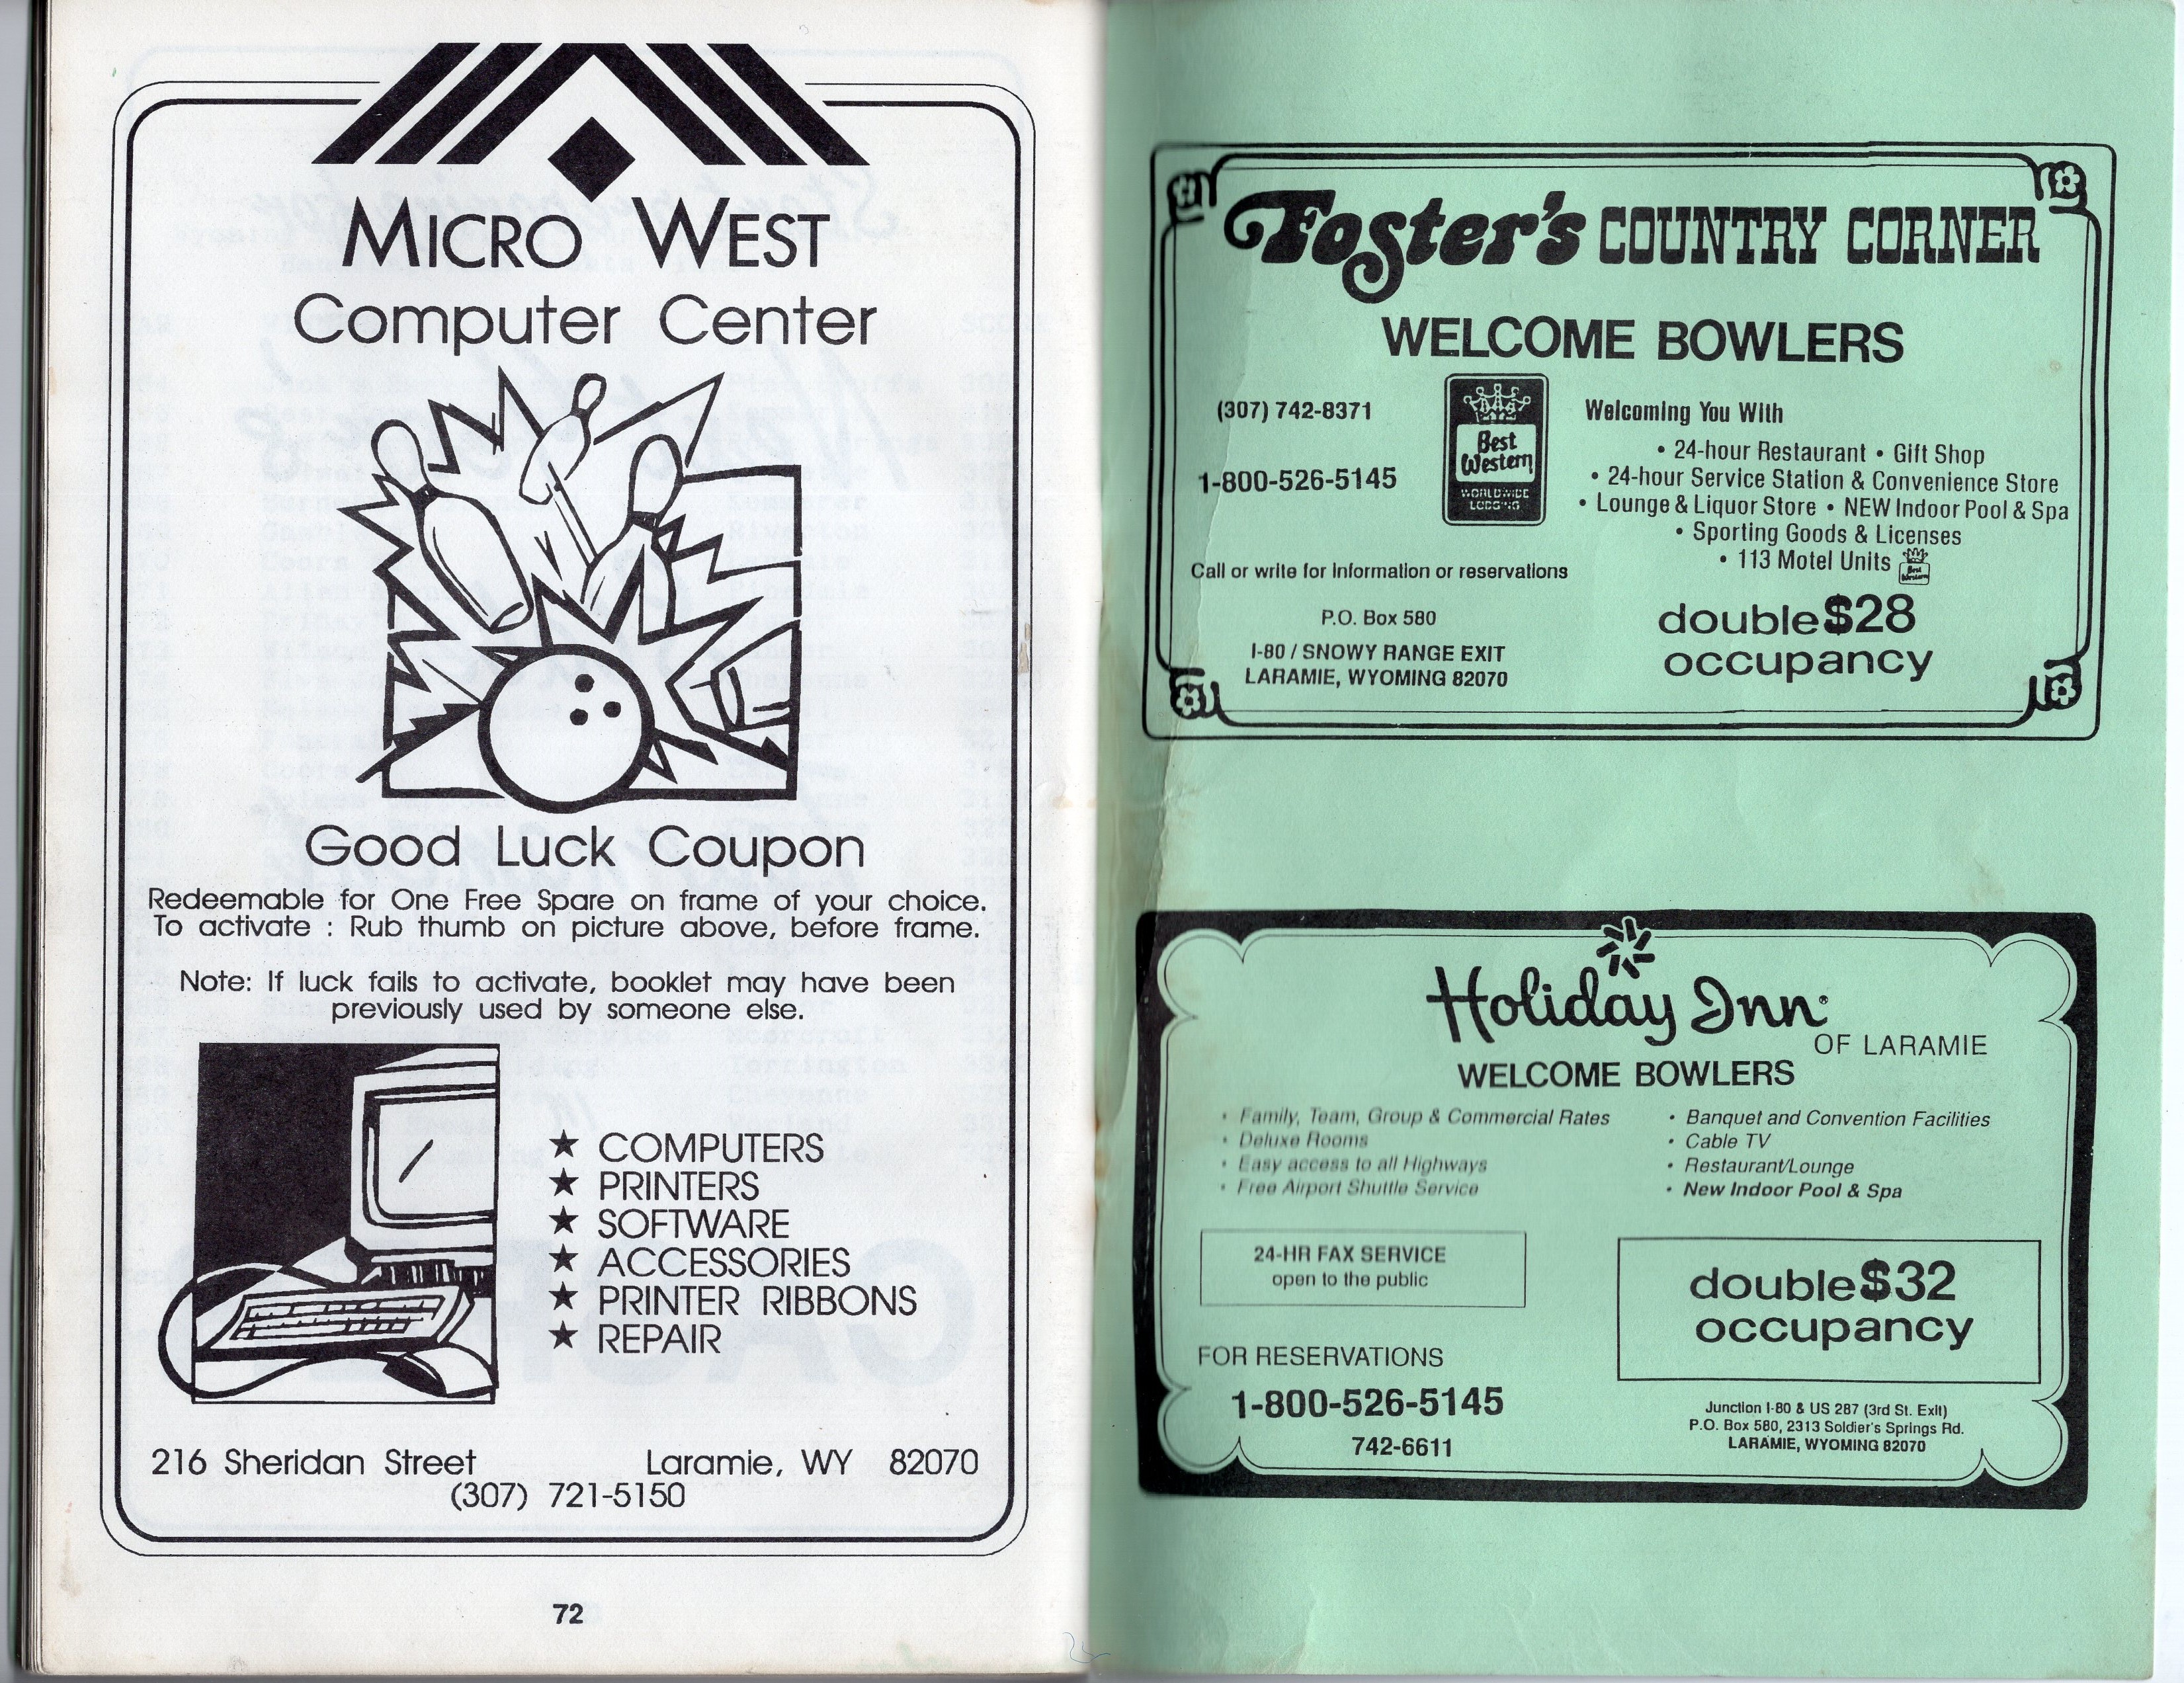 MICRO WEST
Computer Center
Good Luck Coupon
Redeemable for One Free Spare on frame of your choice.
To activate : Rub thumb on picture above, before frame.
Note: If luck fails to activate, booklet may have been
previously used by someone else.
★ COMPUTERS
★ PRINTERS
★ SOFTWARE
★ ACCESSORIES
★ PRINTER RIBBONS
★ REPAIR
216 Sheridan Street Laramie, WY 82070
(307) 721-5150
72
Foster's COUNTRY CORNER
WELCOME BOWLERS
(307) 742-8371
1-800-526-5145
Best
Western
WORLDWIDE
LODGING
Welcoming You With
• 24-hour Restaurant • Gift Shop
• 24-hour Service Station & Convenience Store
• Lounge & Liquor Store • NEW Indoor Pool & Spa
• Sporting Goods & Licenses
• 113 Motel Units
Best
Western
Call or write for information or reservations
P.O. Box 580
I-80 / SNOWY RANGE EXIT
LARAMIE, WYOMING 82070
double $28
occupancy
Holiday Inn®
OF LARAMIE
WELCOME BOWLERS
• Family, Team, Group & Commercial Rates
• Deluxe Rooms
• Easy access to all Highways
• Free Airport Shuttle Service
• Banquet and Convention Facilities
• Cable TV
• Restaurant/Lounge
• New Indoor Pool & Spa
24-HR FAX SERVICE
open to the public
double $32
occupancy
FOR RESERVATIONS
1-800-526-5145
742-6611
Junction I-80 & US 287 (3rd St. Exit)
P.O. Box 580, 2313 Soldier's Springs Rd.
LARAMIE, WYOMING 82070